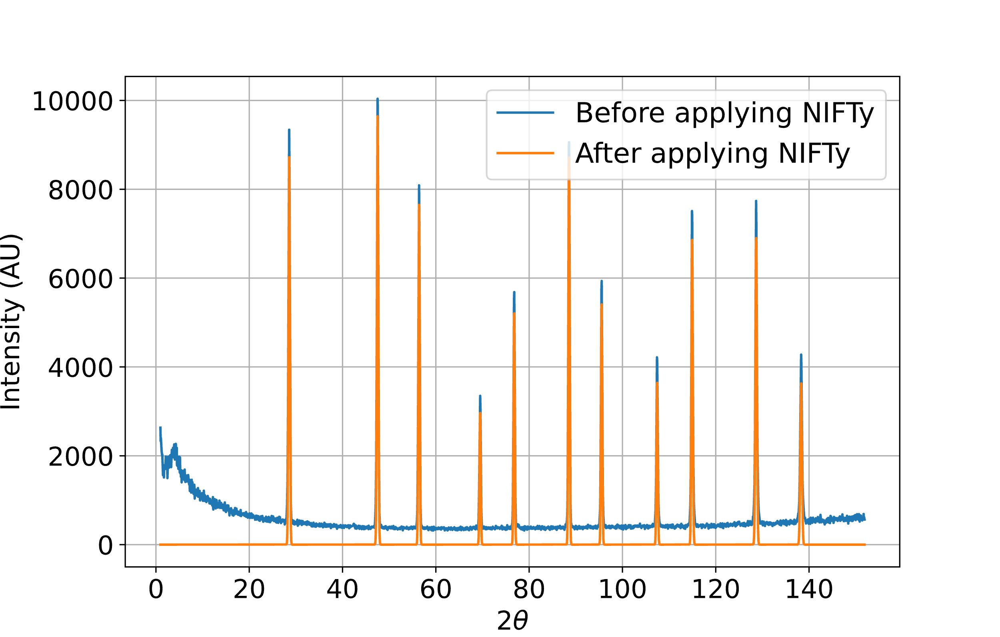 Before applying NIFTy
After applying NIFTy
Intensity (AU)
10000
8000
6000
4000
2000
0
0 20 40 60 80 100 120 140
2θ